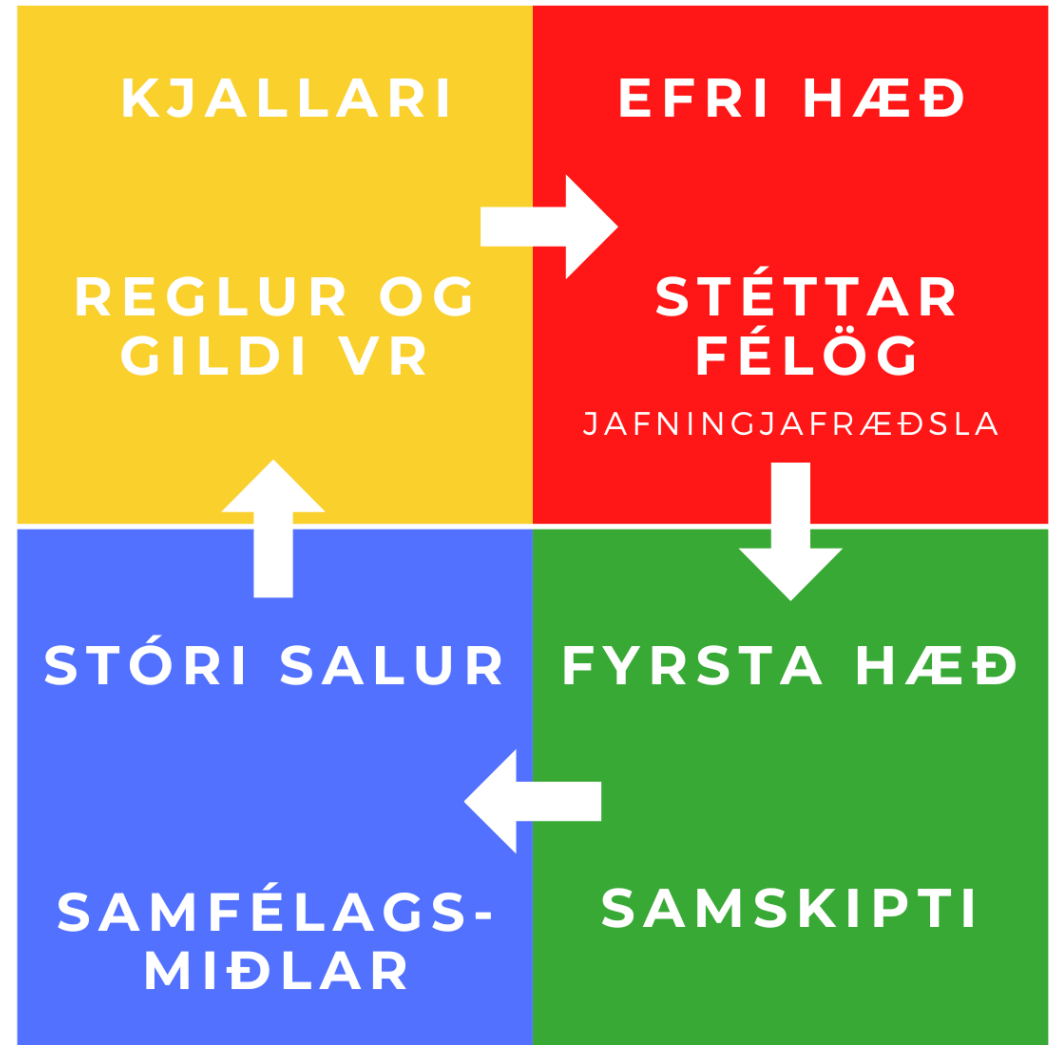 KJALLARI
REGLUR OG
GILDI VR
EFRI HÆÐ
STÉTTAR
FÉLÖG
JAFNINGJAFRÆÐSLA
STÓRI SALUR
SAMFÉLAGS-
MIÐLAR
FYRSTA HÆÐ
SAMSKIPTI